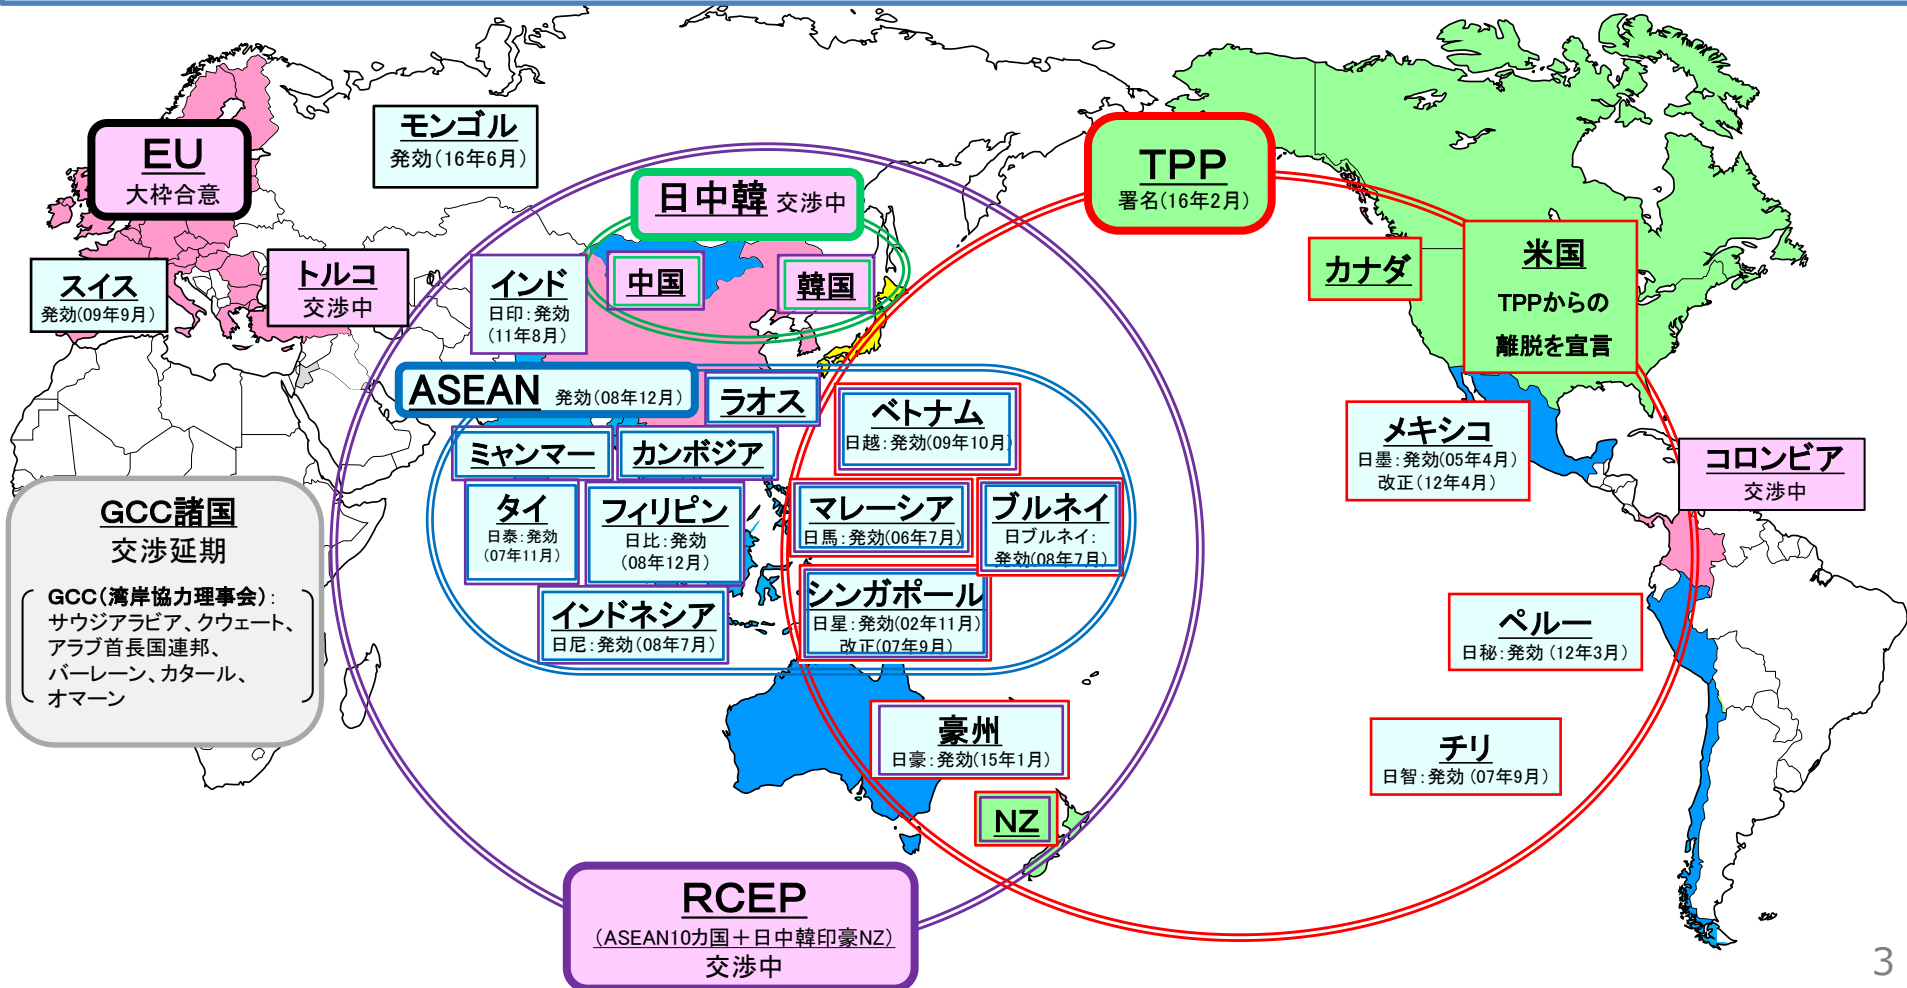 EU
大枠合意
モンゴル
発効(16年6月)
スイス
発効(09年9月)
トルコ
交渉中
インド
日印:発効
(11年8月)
日中韓 交渉中
中国
韓国
TPP
署名(16年2月)
カナダ
米国
TPPからの
離脱を宣言
ASEAN 発効(08年12月)
ラオス
ミャンマー
カンボジア
タイ
日泰:発効
(07年11月)
フィリピン
日比:発効
(08年12月)
インドネシア
日尼:発効(08年7月)
ベトナム
日越:発効(09年10月)
マレーシア
日馬:発効(06年7月)
ブルネイ
日ブルネイ:
発効(08年7月)
シンガポール
日星:発効(02年11月)
改正(07年9月)
メキシコ
日墨:発効(05年4月)
改正(12年4月)
コロンビア
交渉中
ペルー
日秘:発効(12年3月)
チリ
日智:発効(07年9月)
豪州
日豪:発効(15年1月)
NZ
GCC諸国
交渉延期
GCC(湾岸協力理事会):
サウジアラビア、クウェート、
アラブ首長国連邦、
バーレーン、カタール、
オマーン
RCEP
(ASEAN10カ国+日中韓印豪NZ)
交渉中
3